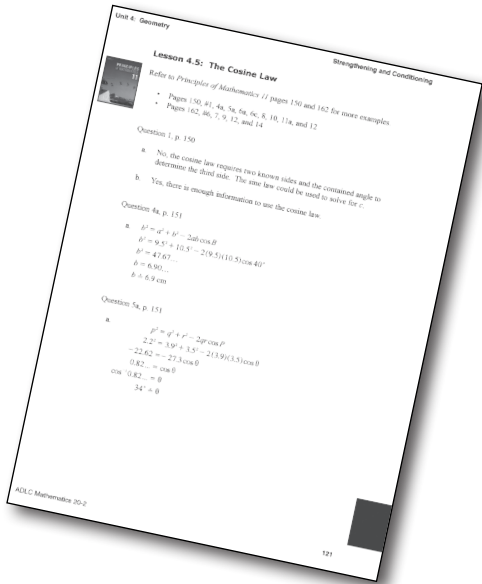 Unit 4: Geometry
Strengthening and Conditioning
Lesson 4.5: The Cosine Law
PRINCIPLES
11
Refer to Principles of Mathematics 11 pages 150 and 162 for more examples
• Pages 150, #1, 4a, 5a, 6a, 6c, 8, 10, 11a, and 12
• Pages 162, #6, 7, 9, 12, and 14
Question 1, p. 150
a. No, the cosine law requires two known sides and the contained angle to
determine the third side. The sine law could be used to solve for c.
b. Yes, there is enough information to use the cosine law.
Question 4a, p. 151
a. b² = a² + b² − 2ab cos θ
b² = 9.5² + 10.5² − 2(9.5)(10.5)cos 40°
b² = 47.67...
b = 6.90...
b ≐ 6.9 cm
Question 5a, p. 151
a. p² = q² + r² − 2qr cos P
2.2² = 3.9² + 3.5² − 2(3.9)(3.5)cos θ
−22.62 = −27.3 cos θ
0.82... = cos θ
cos⁻¹ 0.82... = θ
34° ≐ θ
ADLC Mathematics 20-2
121